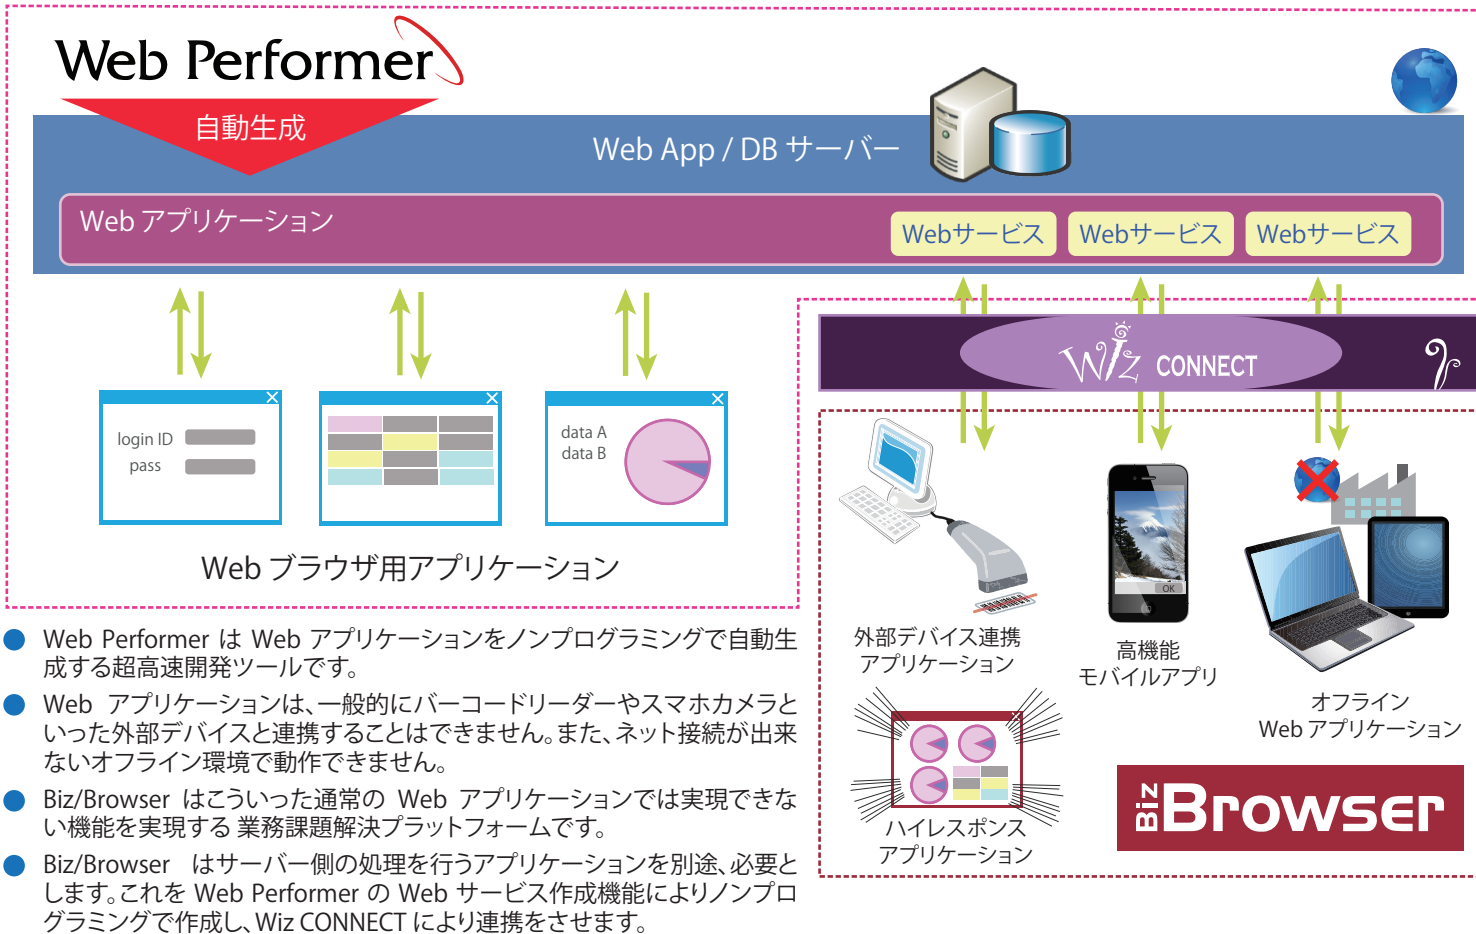 Web Performer
自動生成
Web App / DB サーバー
Web アプリケーション
Webサービス
Webサービス
Webサービス
WIZ CONNECT
login ID
pass
data A
data B
Web ブラウザ用アプリケーション
OK
外部デバイス連携
アプリケーション
高機能
モバイルアプリ
オフライン
Web アプリケーション
ハイレスポンス
アプリケーション
Biz Browser
Web Performer は Web アプリケーションをノンプログラミングで自動生
成する超高速開発ツールです。
Web アプリケーションは、一般的にバーコードリーダーやスマホカメラと
いった外部デバイスと連携することはできません。また、ネット接続が出来
ないオフライン環境で動作できません。
Biz/Browser はこういった通常の Web アプリケーションでは実現できな
い機能を実現する 業務課題解決プラットフォームです。
Biz/Browser はサーバー側の処理を行うアプリケーションを別途、必要と
します。これを Web Performer の Web サービス作成機能によりノンプロ
グラミングで作成し、Wiz CONNECT により連携をさせます。